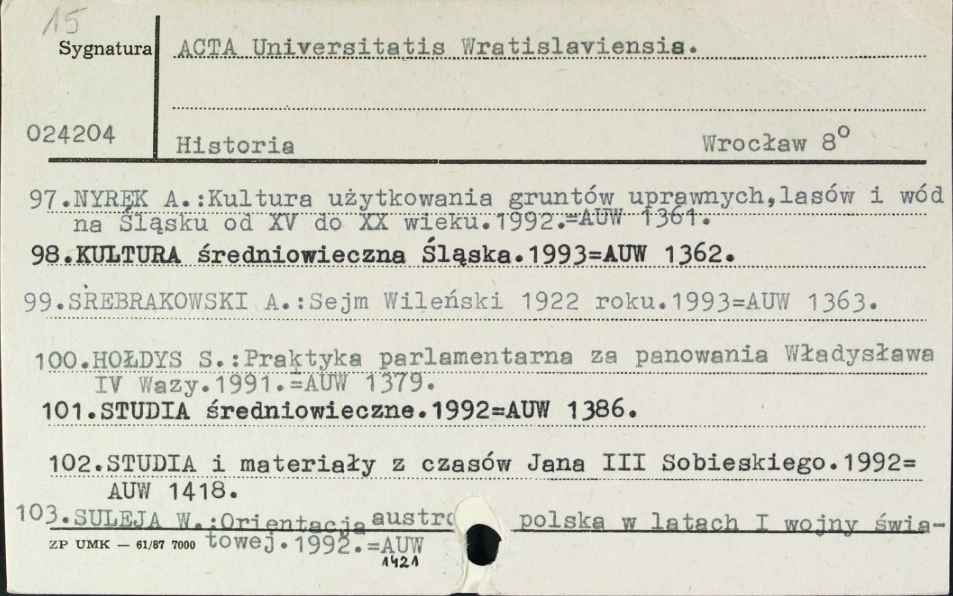 15
Sygnatura
ACTA Universitatis Wratislaviensis.
024204
Historia Wrocław 8°
97.NYRĘK A.:Kultura użytkowania gruntów uprawnych,lasów i wód
na Śląsku od XV do XX wieku.1992.=AUW 1361.
98.KULTURA średniowieczna Śląska.1993=AUW 1362.
99.SREBRAKOWSKI A.:Sejm Wileński 1922 roku.1993=AUW 1363.
100.HOŁDYS S.:Praktyka parlamentarna za panowania Władysława
IV Wazy.1991.=AUW 1379.
101.STUDIA średniowieczne.1992=AUW 1386.
102.STUDIA i materiały z czasów Jana III Sobieskiego.1992=
AUW 1418.
103.SULEJA W.:Orientacja polska w latach I wojny świa-
towej.1992.=AUW
1421
ZP UMK — 61/87 7000